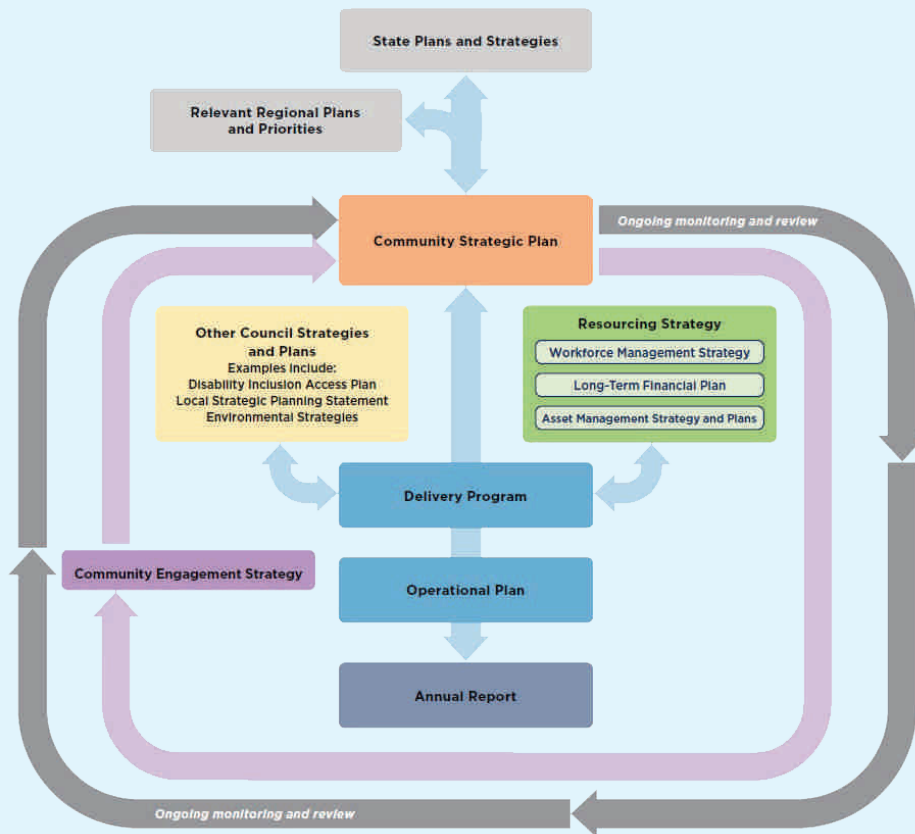 State Plans and Strategies
Relevant Regional Plans
and Priorities
Community Strategic Plan
Ongoing monitoring and review
Other Council Strategies
and Plans
Examples Include:
Disability Inclusion Access Plan
Local Strategic Planning Statement
Environmental Strategies
Resourcing Strategy
Workforce Management Strategy
Long-Term Financial Plan
Asset Management Strategy and Plans
Delivery Program
Community Engagement Strategy
Operational Plan
Annual Report
Ongoing monitoring and review